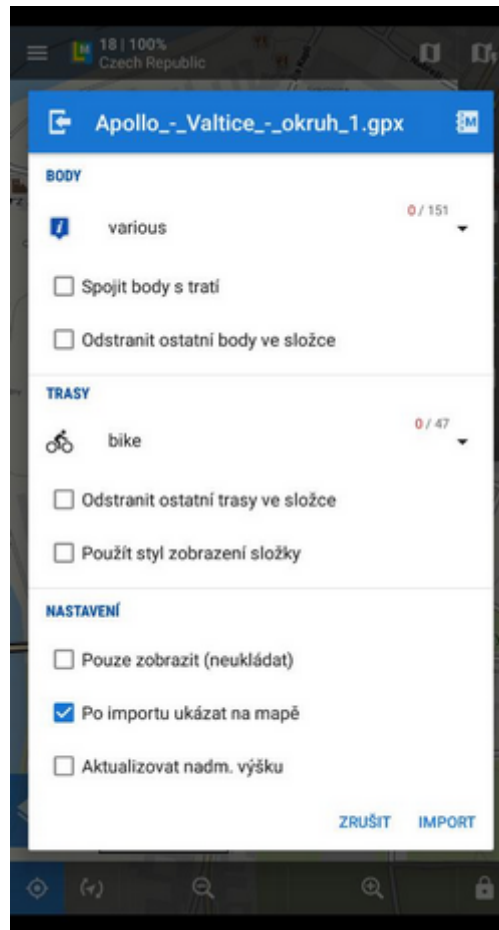 18 | 100%
Czech Republic
Apollo_-_Valtice_-_okruh_1.gpx
BODY
various
0 / 151
Spojit body s tratí
Odstranit ostatní body ve složce
TRASY
bike
0 / 47
Odstranit ostatní trasy ve složce
Použít styl zobrazení složky
NASTAVENÍ
Pouze zobrazit (neukládat)
Po importu ukázat na mapě
Aktualizovat nadm. výšku
ZRUŠIT IMPORT